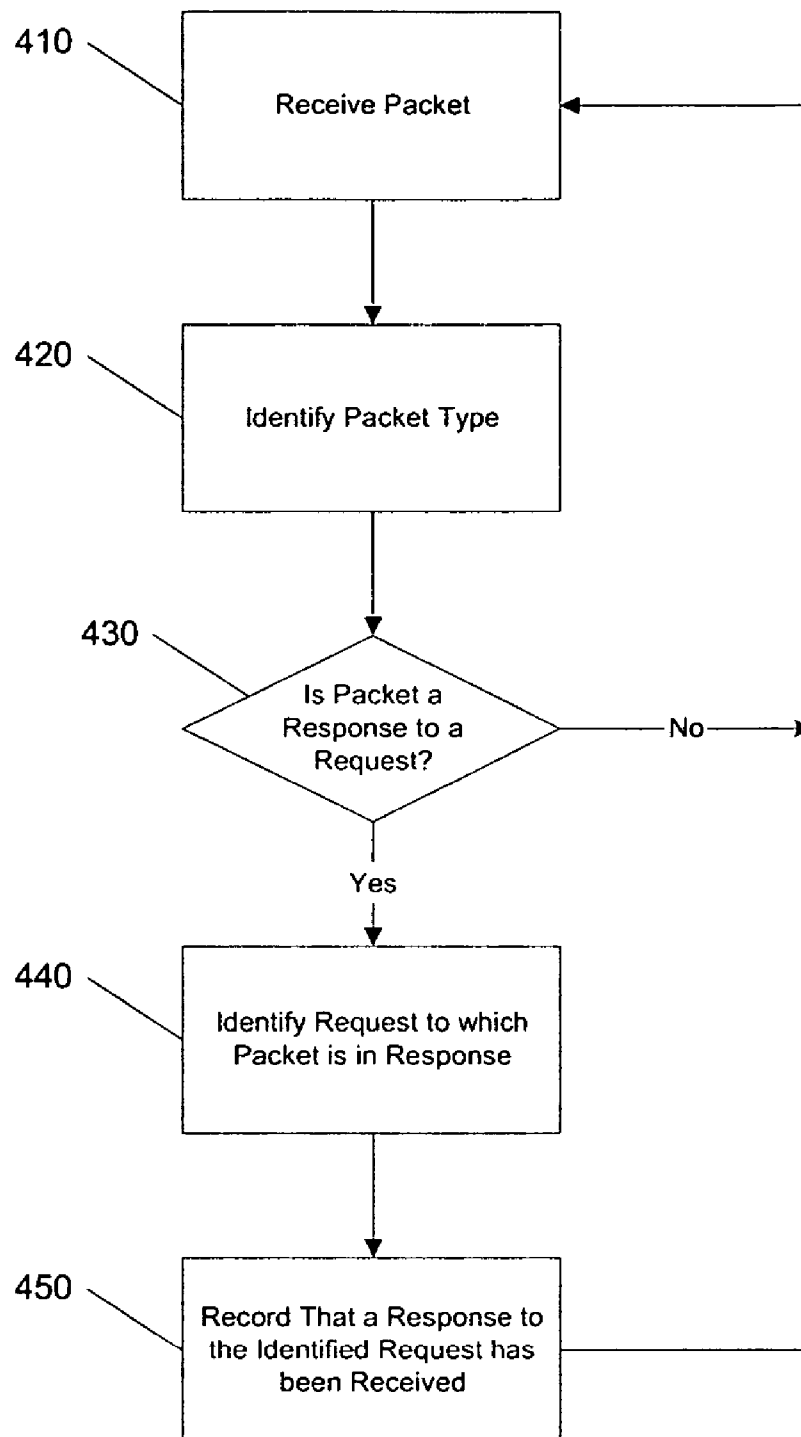 410
Receive Packet
420
Identify Packet Type
430
Is Packet a
Response to a
Request?
No
Yes
440
Identify Request to which
Packet is in Response
450
Record That a Response to
the Identified Request has
been Received